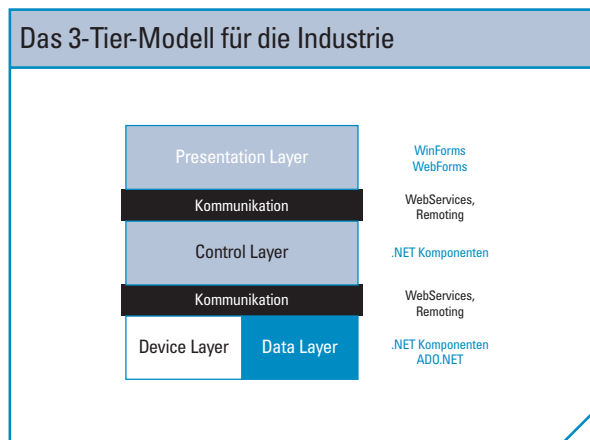 Das 3-Tier-Modell für die Industrie
Presentation Layer
WinForms
WebForms
Kommunikation
WebServices,
Remoting
Control Layer
.NET Komponenten
Kommunikation
WebServices,
Remoting
Device Layer
Data Layer
.NET Komponenten
ADO.NET